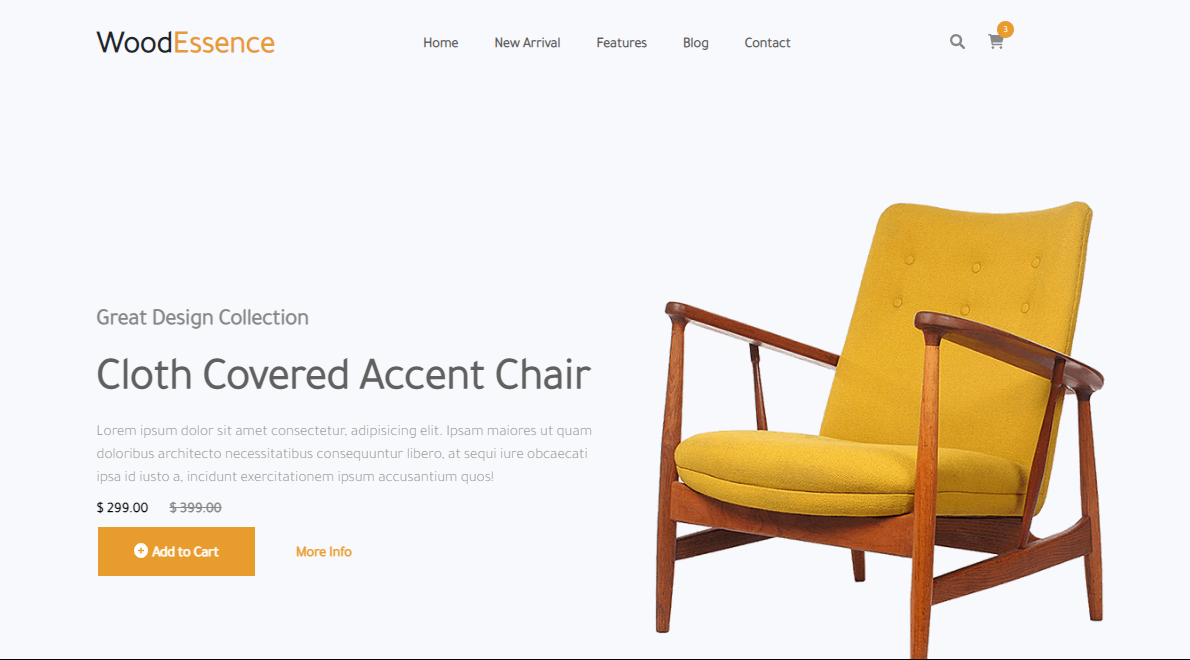 WoodEssence
Home New Arrival Features Blog Contact
3
Great Design Collection
Cloth Covered Accent Chair
Lorem ipsum dolor sit amet consectetur, adipisicing elit. Ipsam maiores ut quam
doloribus architecto necessitatibus consequuntur libero, at sequi iure obcaecati
ipsa id iusto a, incidunt exercitationem ipsum accusantium quos!
$ 299.00 $ 399.00
Add to Cart More Info